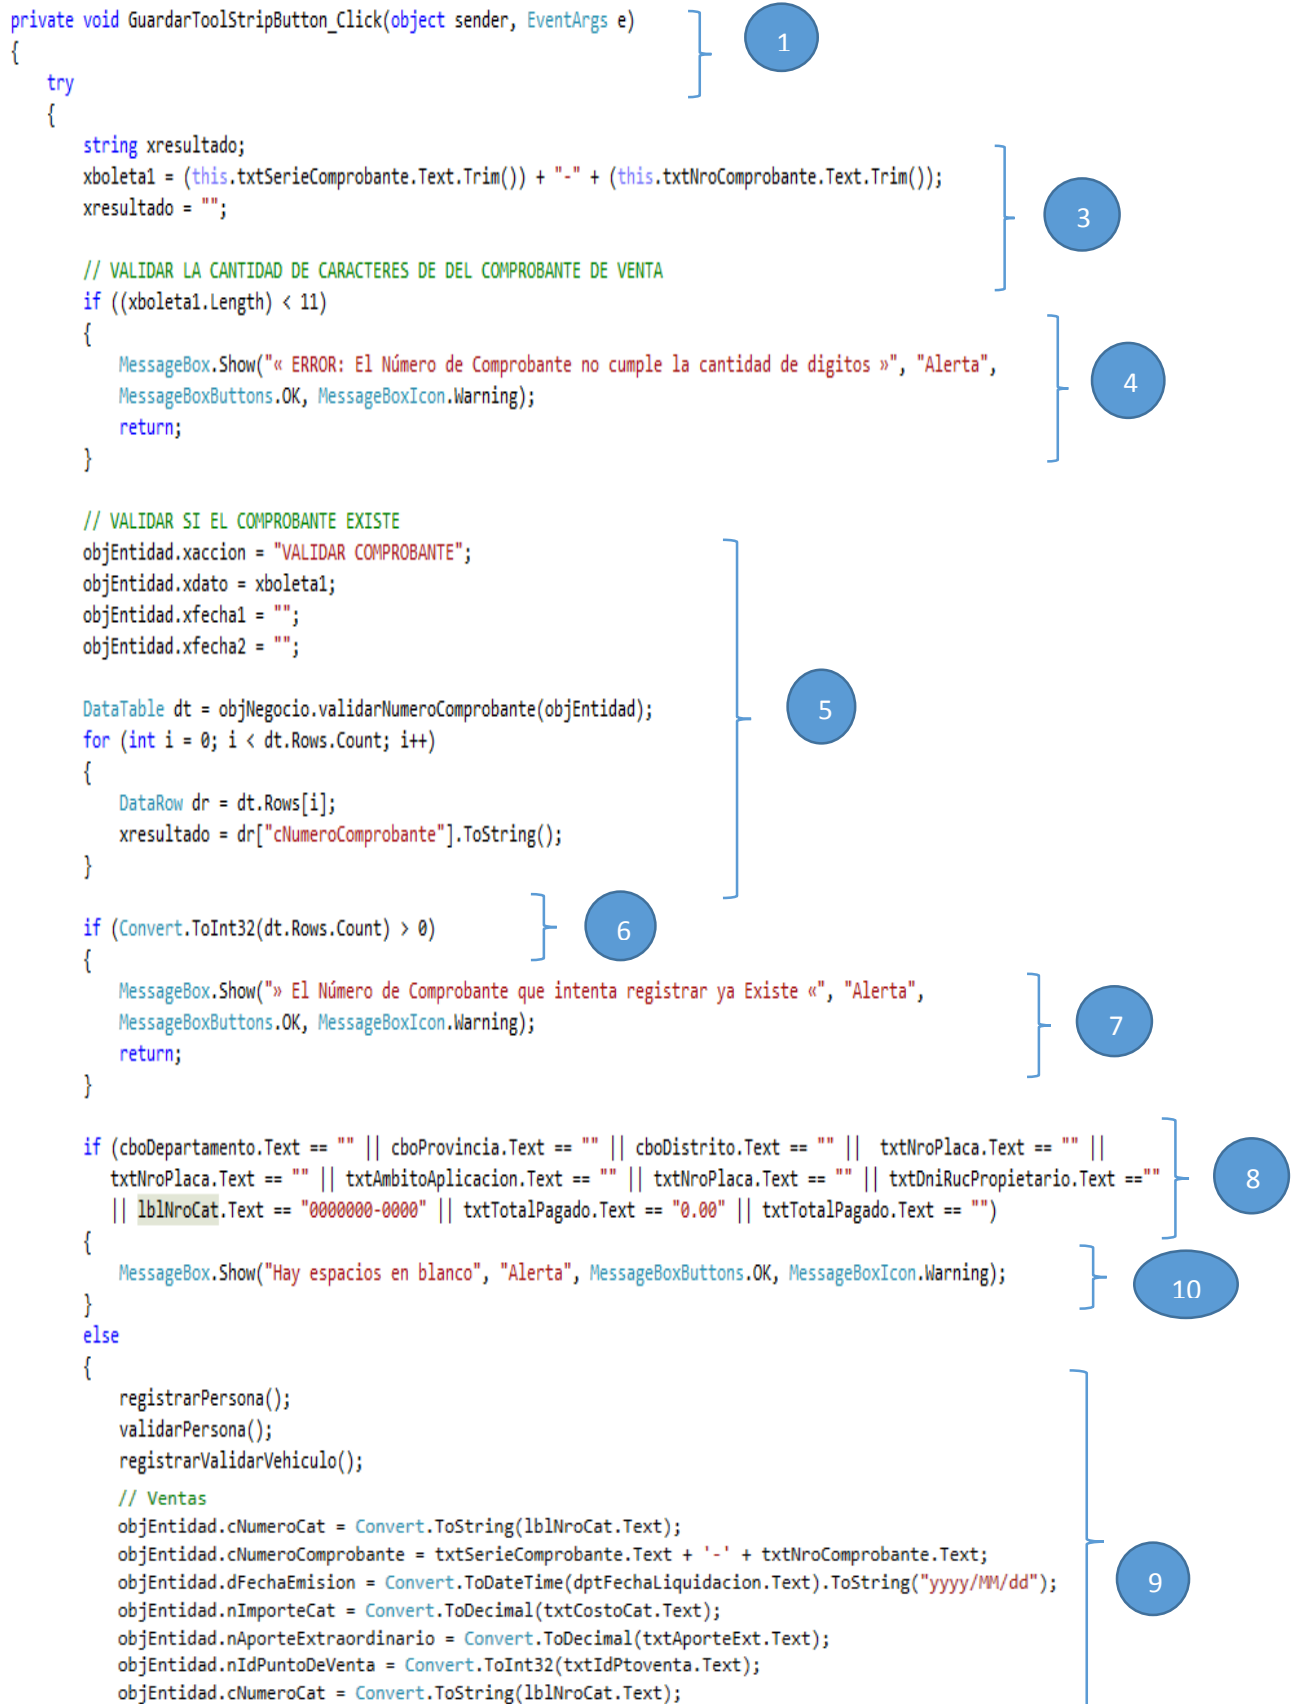 private void GuardarToolStripButton_Click(object sender, EventArgs e)
1
{
try
{
string xresultado;
xboleta1 = (this.txtSerieComprobante.Text.Trim()) + "-" + (this.txtNroComprobante.Text.Trim());
xresultado = "";
3
// VALIDAR LA CANTIDAD DE CARACTERES DE DEL COMPROBANTE DE VENTA
if ((xboleta1.Length) < 11)
{
MessageBox.Show("« ERROR: El Número de Comprobante no cumple la cantidad de digitos »", "Alerta",
MessageBoxButtons.OK, MessageBoxIcon.Warning);
4
return;
}
// VALIDAR SI EL COMPROBANTE EXISTE
objEntidad.xaccion = "VALIDAR COMPROBANTE";
objEntidad.xdato = xboleta1;
objEntidad.xfecha1 = "";
objEntidad.xfecha2 = "";
DataTable dt = objNegocio.validarNumeroComprobante(objEntidad);
5
for (int i = 0; i < dt.Rows.Count; i++)
{
DataRow dr = dt.Rows[i];
xresultado = dr["cNumeroComprobante"].ToString();
}
if (Convert.ToInt32(dt.Rows.Count) > 0)
6
{
MessageBox.Show("» El Número de Comprobante que intenta registrar ya Existe «", "Alerta",
MessageBoxButtons.OK, MessageBoxIcon.Warning);
7
return;
}
if (cboDepartamento.Text == "" || cboProvincia.Text == "" || cboDistrito.Text == "" || txtNroPlaca.Text == "" ||
txtNroPlaca.Text == "" || txtAmbitoAplicacion.Text == "" || txtNroPlaca.Text == "" || txtDniRucPropietario.Text ==""
8
|| lblNroCat.Text == "0000000-0000" || txtTotalPagado.Text == "0.00" || txtTotalPagado.Text == "")
{
MessageBox.Show("Hay espacios en blanco", "Alerta", MessageBoxButtons.OK, MessageBoxIcon.Warning);
10
}
else
{
registrarPersona();
validarPersona();
registrarValidarVehiculo();
// Ventas
objEntidad.cNumeroCat = Convert.ToString(lblNroCat.Text);
objEntidad.cNumeroComprobante = txtSerieComprobante.Text + '-' + txtNroComprobante.Text;
objEntidad.dFechaEmision = Convert.ToDateTime(dptFechaLiquidacion.Text).ToString("yyyy/MM/dd");
9
objEntidad.nImporteCat = Convert.ToDecimal(txtCostoCat.Text);
objEntidad.nAporteExtraordinario = Convert.ToDecimal(txtAporteExt.Text);
objEntidad.nIdPuntoDeVenta = Convert.ToInt32(txtIdPtoventa.Text);
objEntidad.cNumeroCat = Convert.ToString(lblNroCat.Text);